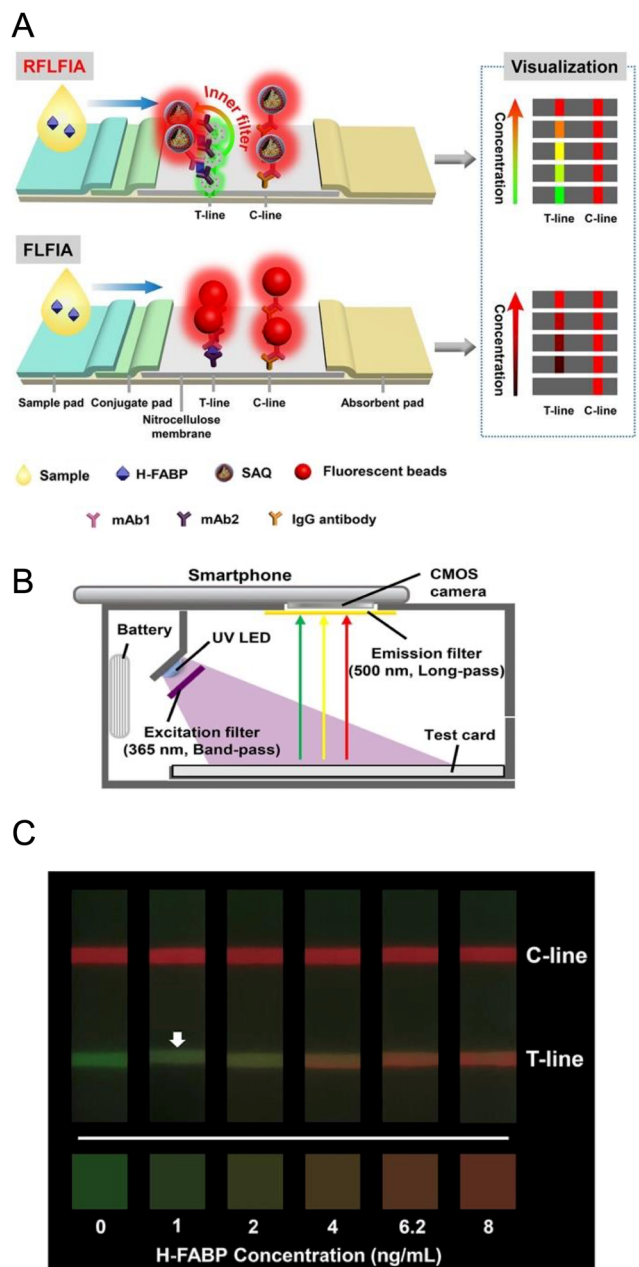 A
RFLFIA
Inner filter
Visualization
Concentration
T-line
C-line
T-line
C-line
FLFIA
Concentration
Sample pad
Conjugate pad
Nitrocellulose
membrane
T-line
C-line
Absorbent pad
T-line
C-line
Sample
H-FABP
SAQ
Fluorescent beads
mAb1
mAb2
IgG antibody
B
Smartphone
CMOS
camera
Battery
UV LED
Emission filter
(500 nm, Long-pass)
Excitation filter
(365 nm, Band-pass)
Test card
C
C-line
T-line
0 1 2 4 6.2 8
H-FABP Concentration (ng/mL)